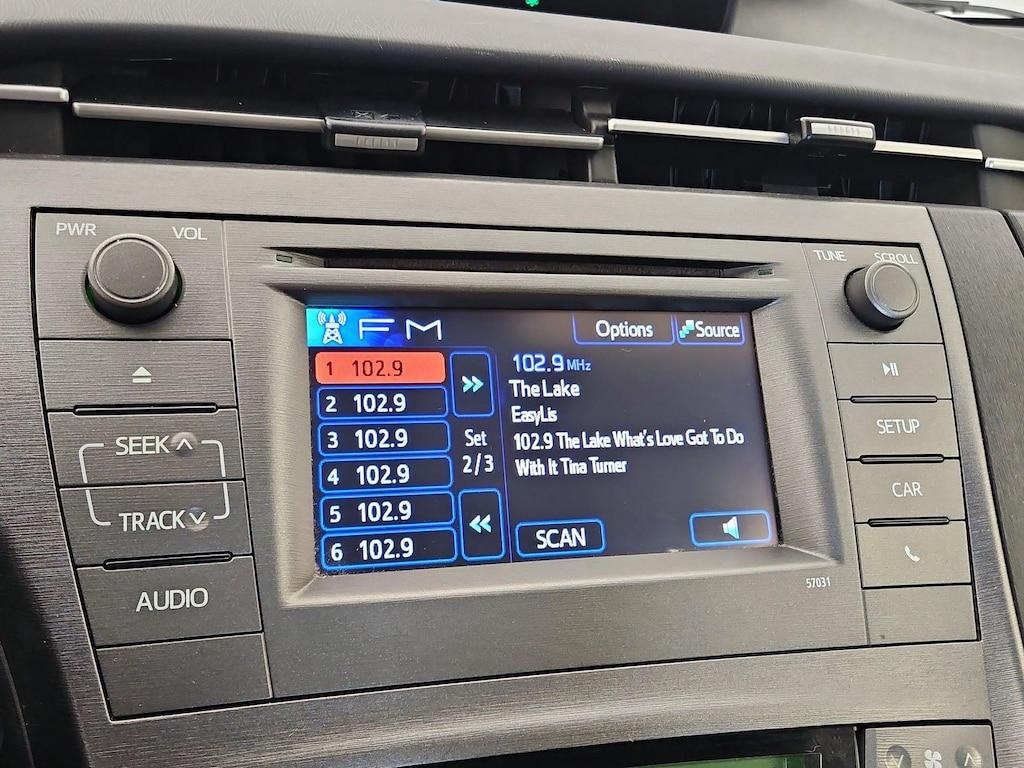 PWR
VOL
TUNE
SCROLL
FM
Options
Source
1 102.9
2 102.9
3 102.9
4 102.9
5 102.9
6 102.9
Set
2/3
102.9 MHz
The Lake
EasyLis
102.9 The Lake What's Love Got To Do
With It Tina Turner
SCAN
SEEK
TRACK
AUDIO
SETUP
CAR
57031